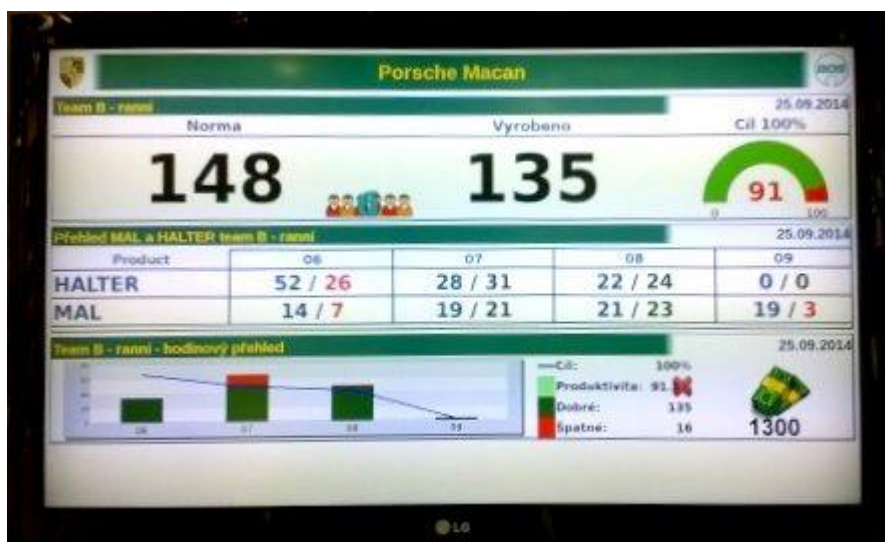 Porsche Macan
Team B - ranní 25.09.2014
Norma Vyrobeno Cíl 100%
148 135 91
0 100
Přehled MAL a HALTER team B - ranní 25.09.2014
Product 06 07 08 09
HALTER 52 / 26 28 / 31 22 / 24 0 / 0
MAL 14 / 7 19 / 21 21 / 23 19 / 3
Team B - ranní - hodinový přehled 25.09.2014
Cíl: 100%
Produktivita: 91.
Dobré: 135
Špatné: 16
06 07 08 09
1300
LG